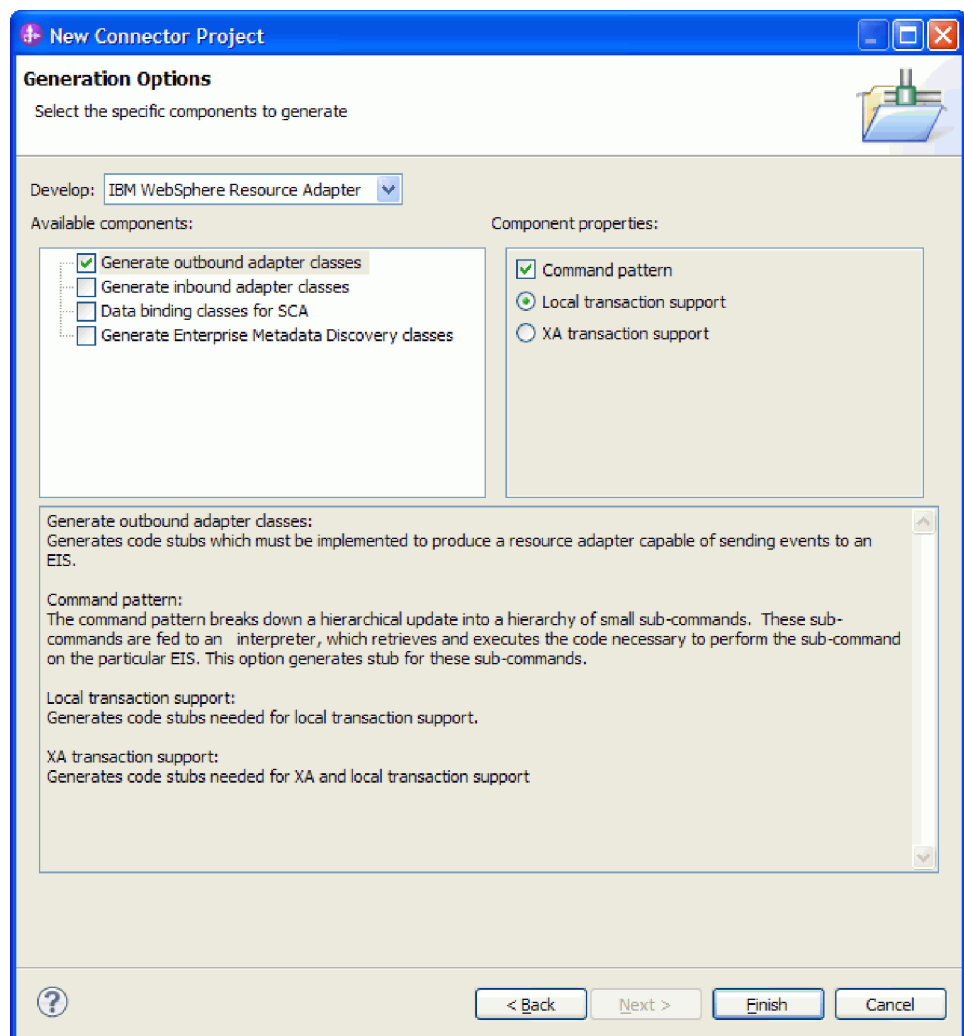 New Connector Project
Generation Options
Select the specific components to generate
Develop: IBM WebSphere Resource Adapter
Available components:
Component properties:
Generate outbound adapter classes
Generate inbound adapter classes
Data binding classes for SCA
Generate Enterprise Metadata Discovery classes
Command pattern
Local transaction support
XA transaction support
Generate outbound adapter classes:
Generates code stubs which must be implemented to produce a resource adapter capable of sending events to an
EIS.
Command pattern:
The command pattern breaks down a hierarchical update into a hierarchy of small sub-commands.  These sub-
commands are fed to an   interpreter, which retrieves and executes the code necessary to perform the sub-command
on the particular EIS. This option generates stub for these sub-commands.
Local transaction support:
Generates code stubs needed for local transaction support.
XA transaction support:
Generates code stubs needed for XA and local transaction support
?
< Back
Next >
Finish
Cancel